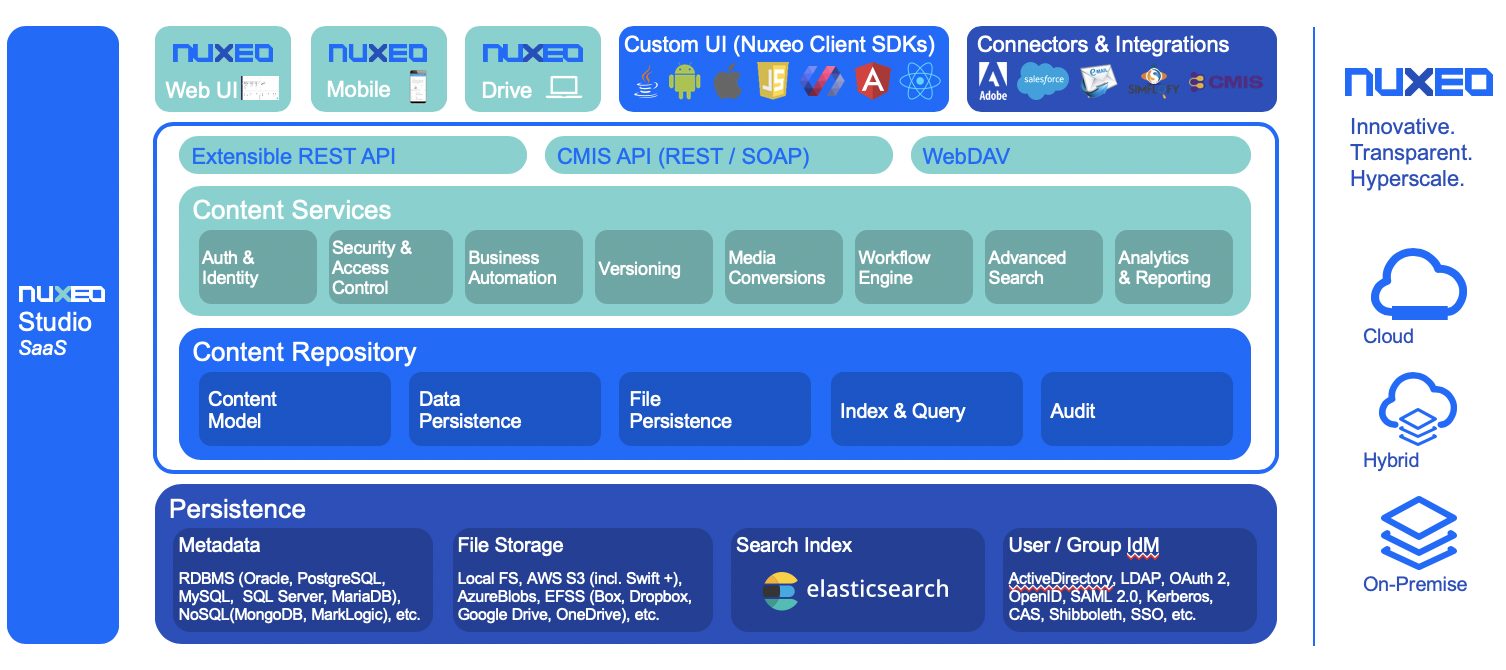 nuxeo
Studio
SaaS
nuxeo
Web UI
nuxeo
Mobile
nuxeo
Drive
Custom UI (Nuxeo Client SDKs)
JS
A
Connectors & Integrations
Adobe
salesforce
e-MAIL
SIMPLIFY
CMIS
Extensible REST API
CMIS API (REST / SOAP)
WebDAV
Content Services
Auth &
Identity
Security &
Access
Control
Business
Automation
Versioning
Media
Conversions
Workflow
Engine
Advanced
Search
Analytics
& Reporting
Content Repository
Content
Model
Data
Persistence
File
Persistence
Index & Query
Audit
Persistence
Metadata
RDBMS (Oracle, PostgreSQL,
MySQL, SQL Server, MariaDB),
NoSQL(MongoDB, MarkLogic), etc.
File Storage
Local FS, AWS S3 (incl. Swift +),
AzureBlobs, EFSS (Box, Dropbox,
Google Drive, OneDrive), etc.
Search Index
elasticsearch
User / Group IdM
ActiveDirectory, LDAP, OAuth 2,
OpenID, SAML 2.0, Kerberos,
CAS, Shibboleth, SSO, etc.
nuxeo
Innovative.
Transparent.
Hyperscale.
Cloud
Hybrid
On-Premise